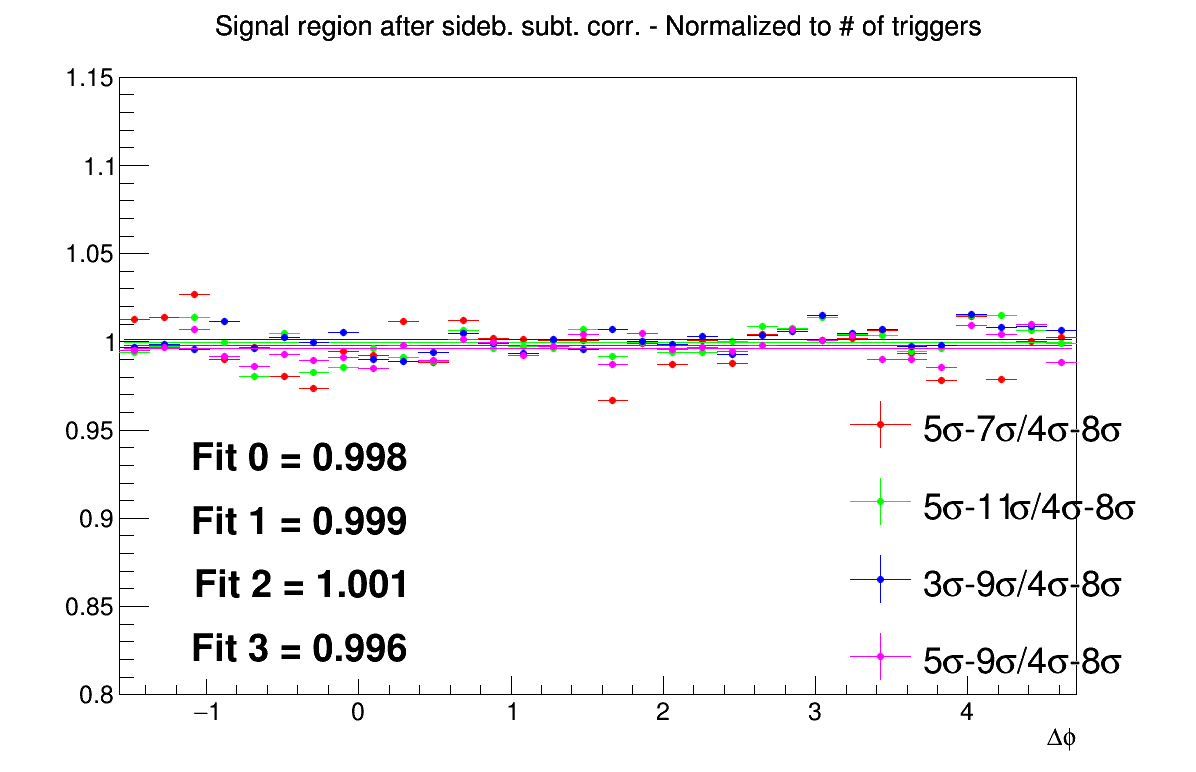 Signal region after sideb. subt. corr. - Normalized to # of triggers
1.15
1.1
1.05
1
0.95
0.9
0.85
0.8
Fit 0 = 0.998
Fit 1 = 0.999
Fit 2 = 1.001
Fit 3 = 0.996
5σ-7σ/4σ-8σ
5σ-11σ/4σ-8σ
3σ-9σ/4σ-8σ
5σ-9σ/4σ-8σ
−1 0 1 2 3 4
Δϕ